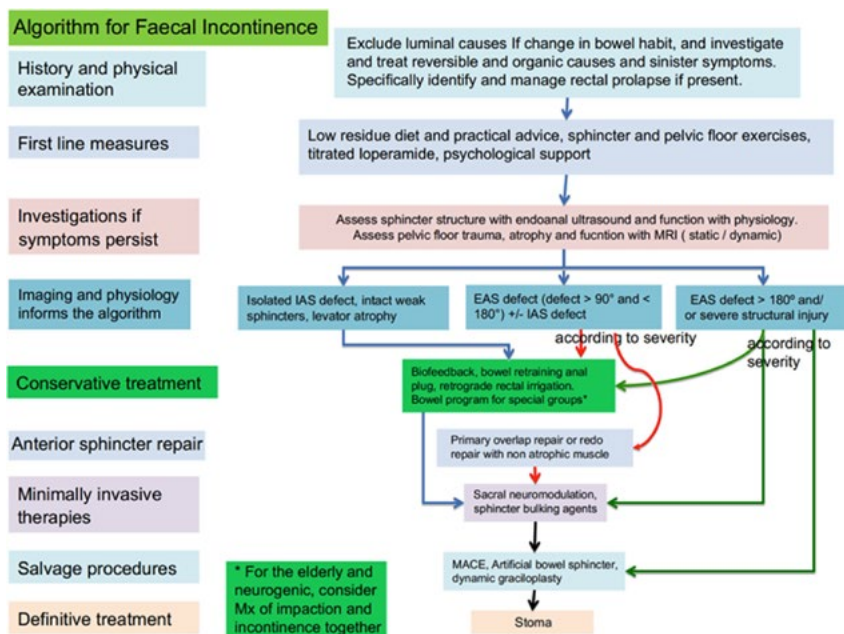 Algorithm for Faecal Incontinence
Exclude luminal causes If change in bowel habit, and investigate
and treat reversible and organic causes and sinister symptoms.
Specifically identify and manage rectal prolapse if present.
History and physical
examination
First line measures
Low residue diet and practical advice, sphincter and pelvic floor exercises,
titrated loperamide, psychological support
Investigations if
symptoms persist
Assess sphincter structure with endoanal ultrasound and function with physiology.
Assess pelvic floor trauma, atrophy and fucntion with MRI ( static / dynamic)
Imaging and physiology
informs the algorithm
Isolated IAS defect, intact weak
sphincters, levator atrophy
EAS defect (defect > 90° and <
180°) +/- IAS defect
EAS defect > 180º and/
or severe structural injury
according to severity
according to
severity
Conservative treatment
Biofeedback, bowel retraining anal
plug, retrograde rectal irrigation.
Bowel program for special groups*
Anterior sphincter repair
Primary overlap repair or redo
repair with non atrophic muscle
Minimally invasive
therapies
Sacral neuromodulation,
sphincter bulking agents
Salvage procedures
MACE, Artificial bowel sphincter,
dynamic graciloplasty
* For the elderly and
neurogenic, consider
Mx of impaction and
incontinence together
Definitive treatment
Stoma